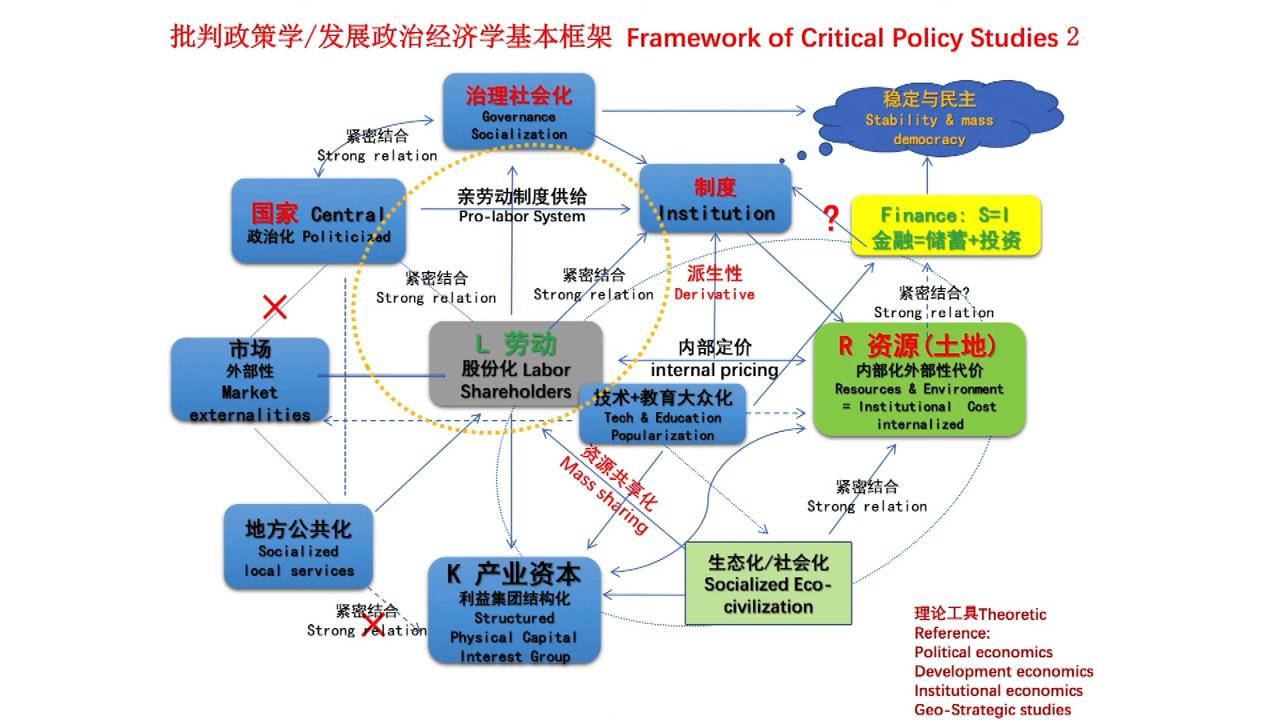 批判政策学/发展政治经济学基本框架 Framework of Critical Policy Studies 2
治理社会化
Governance
Socialization
稳定与民主
Stability & mass
democracy
紧密结合
Strong relation
国家 Central
政治化 Politicized
亲劳动制度供给
Pro-labor System
制度
Institution
?
Finance: S=I
金融=储蓄+投资
紧密结合
Strong relation
紧密结合
Strong relation
派生性
Derivative
紧密结合?
Strong relation
市场
外部性
Market
externalities
L 劳动
股份化 Labor
Shareholders
内部定价
internal pricing
R 资源(土地)
内部化外部性代价
Resources & Environment
= Institutional Cost
internalized
技术+教育大众化
Tech & Education
Popularization
资源共享化
Mass sharing
紧密结合
Strong relation
地方公共化
Socialized
local services
K 产业资本
利益集团结构化
Structured
Physical Capital
Interest Group
生态化/社会化
Socialized Eco-
civilization
紧密结合
Strong relation
理论工具Theoretic
Reference:
Political economics
Development economics
Institutional economics
Geo-Strategic studies